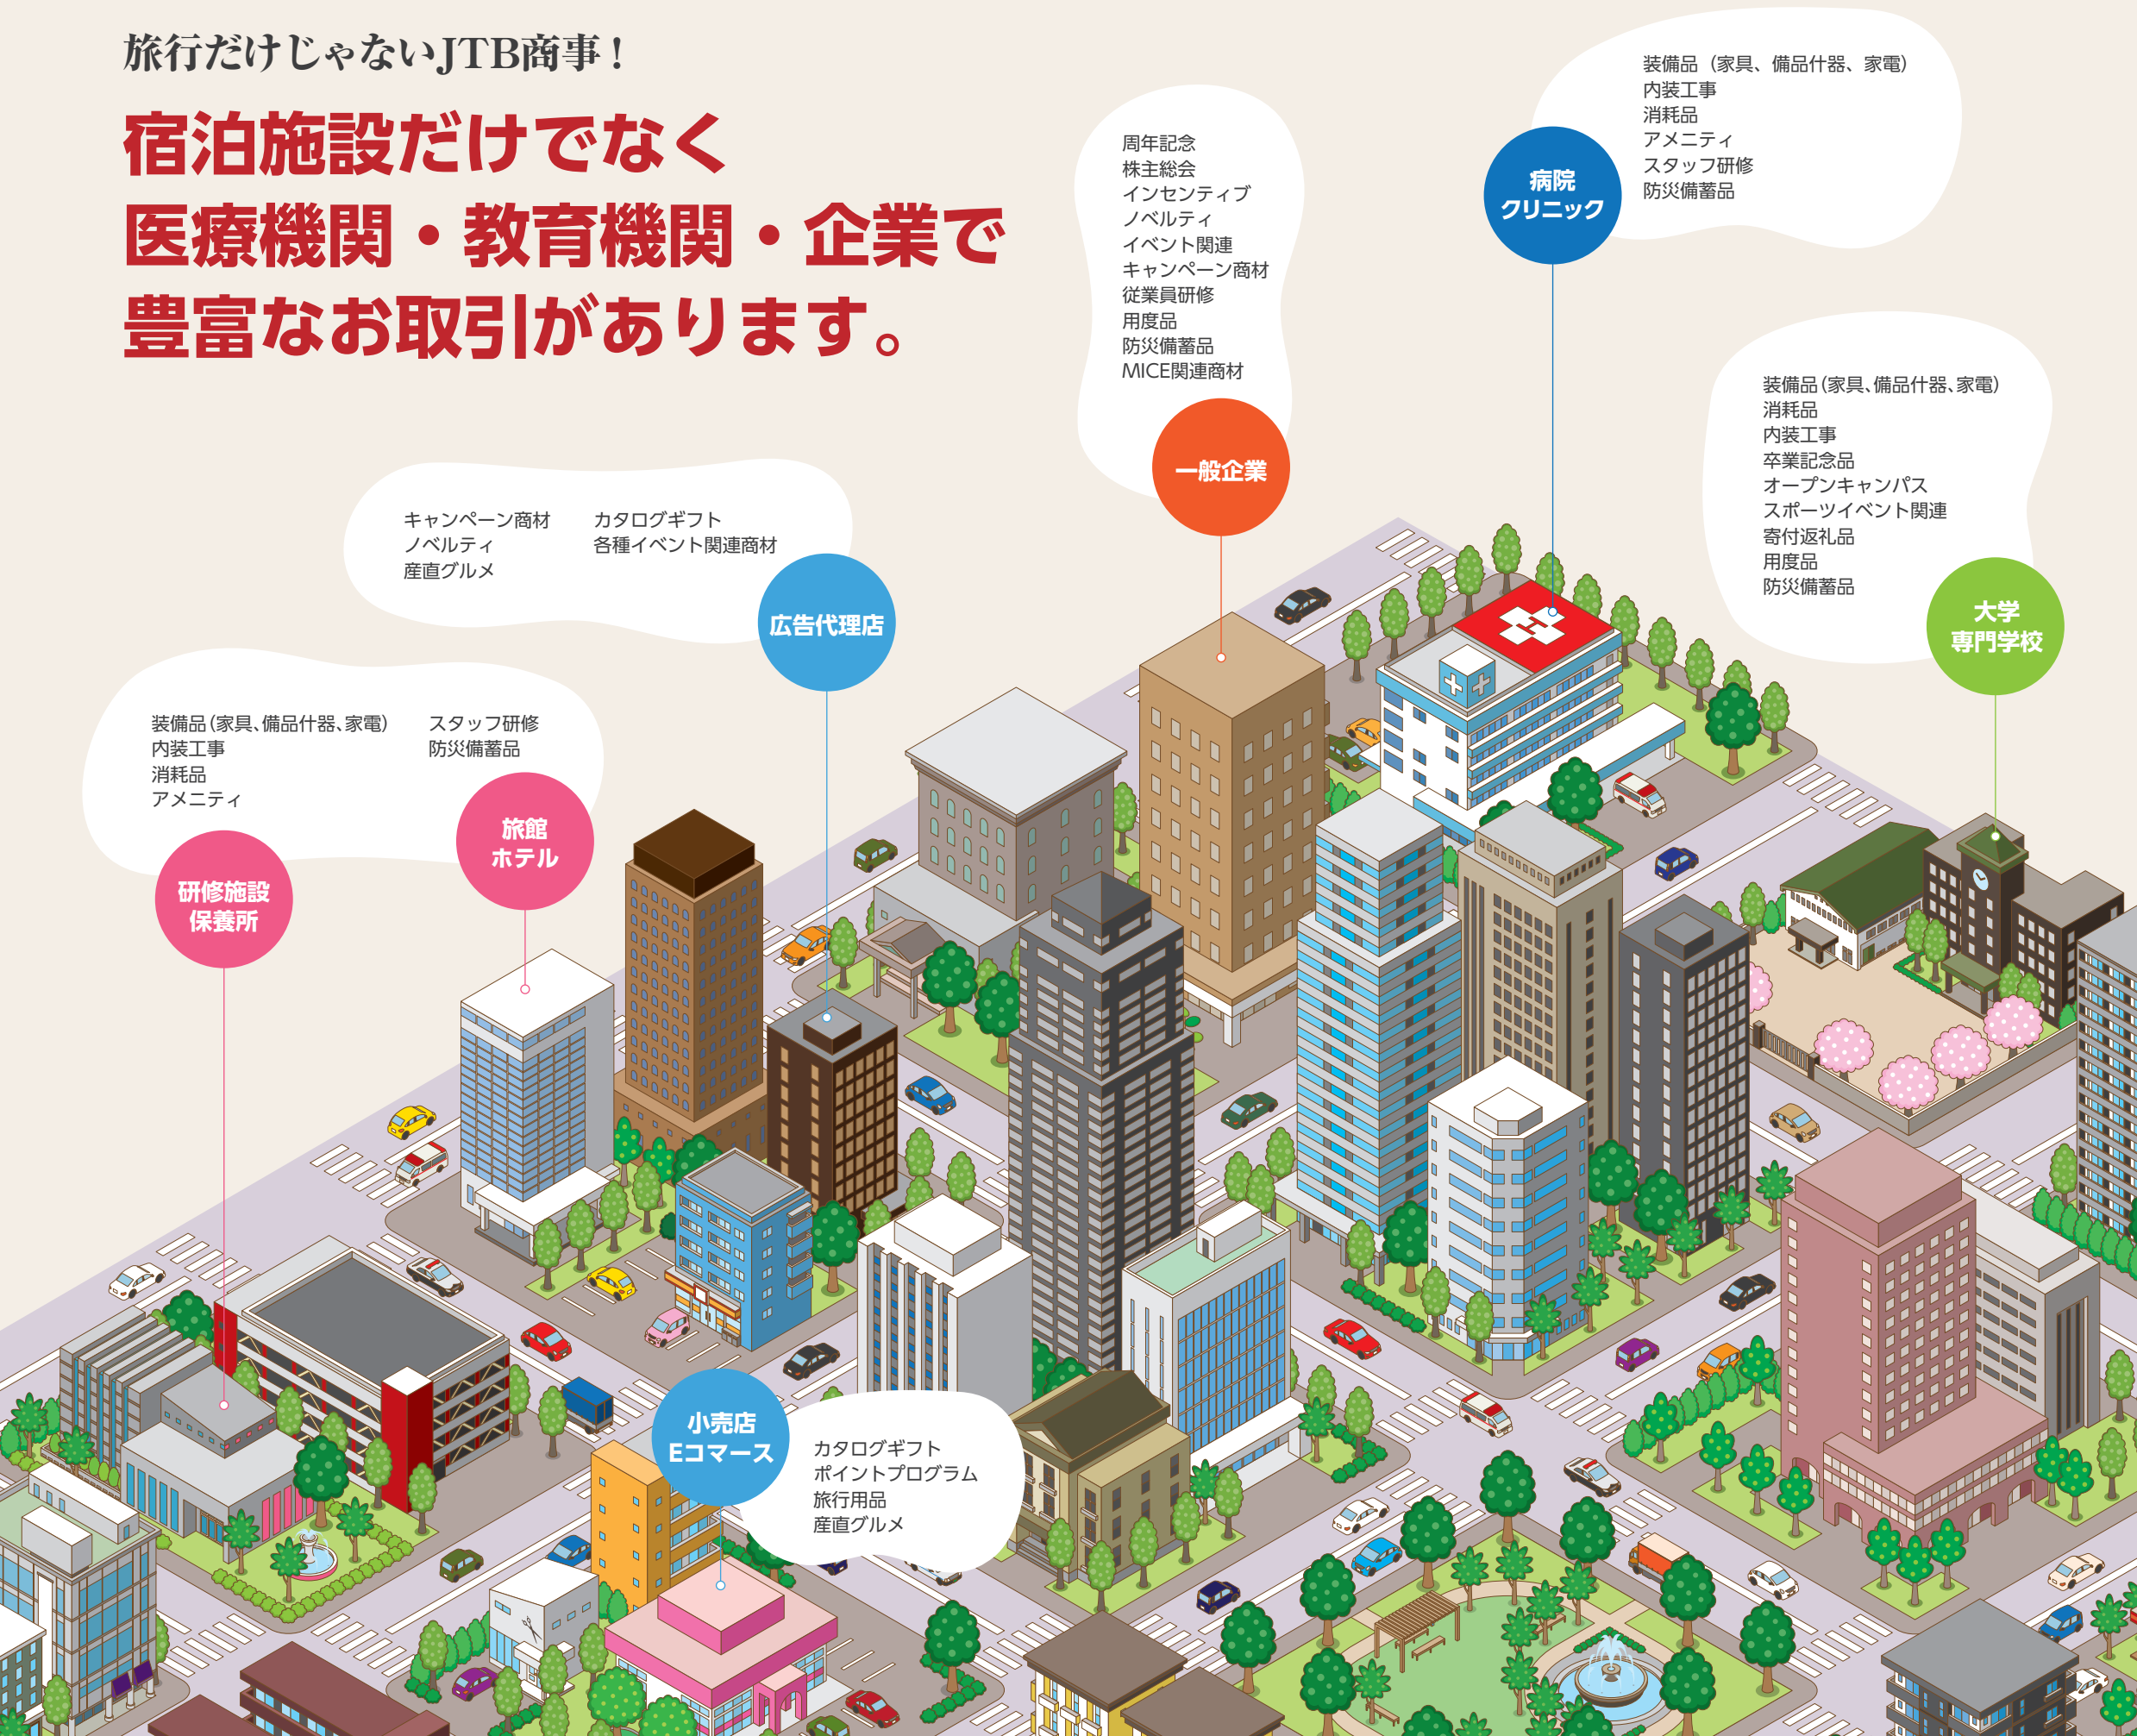 旅行だけじゃないJTB商事！
宿泊施設だけでなく
医療機関・教育機関・企業で
豊富なお取引があります。
周年記念
株主総会
インセンティブ
ノベルティ
イベント関連
キャンペーン商材
従業員研修
用度品
防災備蓄品
MICE関連商材
一般企業
装備品（家具、備品什器、家電）
内装工事
消耗品
アメニティ
スタッフ研修
防災備蓄品
病院
クリニック
装備品（家具、備品什器、家電）
消耗品
内装工事
卒業記念品
オープンキャンパス
スポーツイベント関連
寄付返礼品
用度品
防災備蓄品
大学
専門学校
キャンペーン商材
ノベルティ
産直グルメ
カタログギフト
各種イベント関連商材
広告代理店
装備品（家具、備品什器、家電）
内装工事
消耗品
アメニティ
スタッフ研修
防災備蓄品
旅館
ホテル
研修施設
保養所
小売店
Eコマース
カタログギフト
ポイントプログラム
旅行用品
産直グルメ